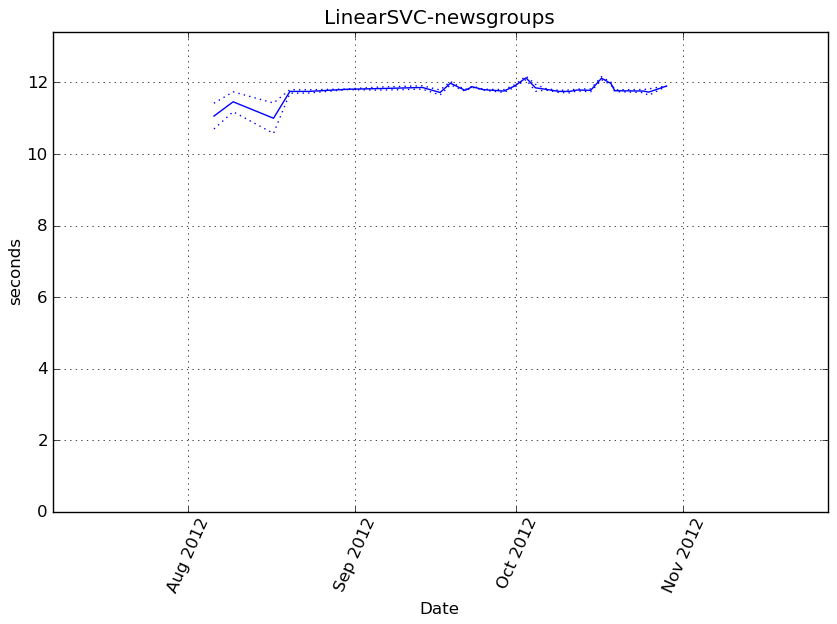 LinearSVC-newsgroups
12
10
8
6
4
2
0
seconds
Aug 2012
Sep 2012
Oct 2012
Nov 2012
Date